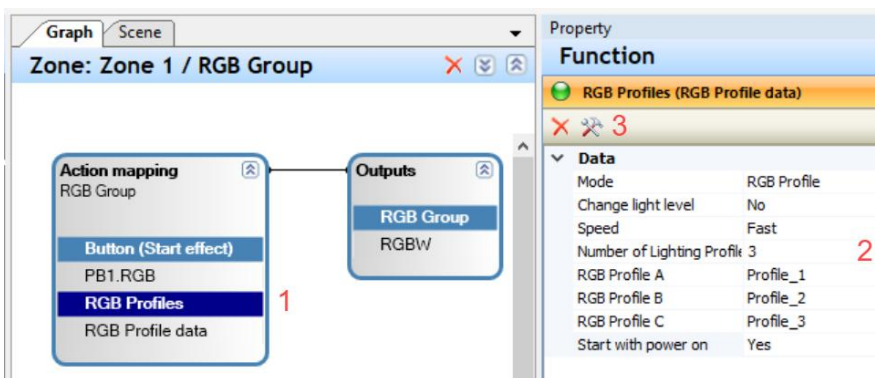 Graph Scene
Zone: Zone 1 / RGB Group
Action mapping
RGB Group
Button (Start effect)
PB1.RGB
RGB Profiles
RGB Profile data
1
Outputs
RGB Group
RGBW
Property
Function
RGB Profiles (RGB Profile data)
3
Data
Mode RGB Profile
Change light level No
Speed Fast
Number of Lighting Profile 3
2
RGB Profile A Profile_1
RGB Profile B Profile_2
RGB Profile C Profile_3
Start with power on Yes